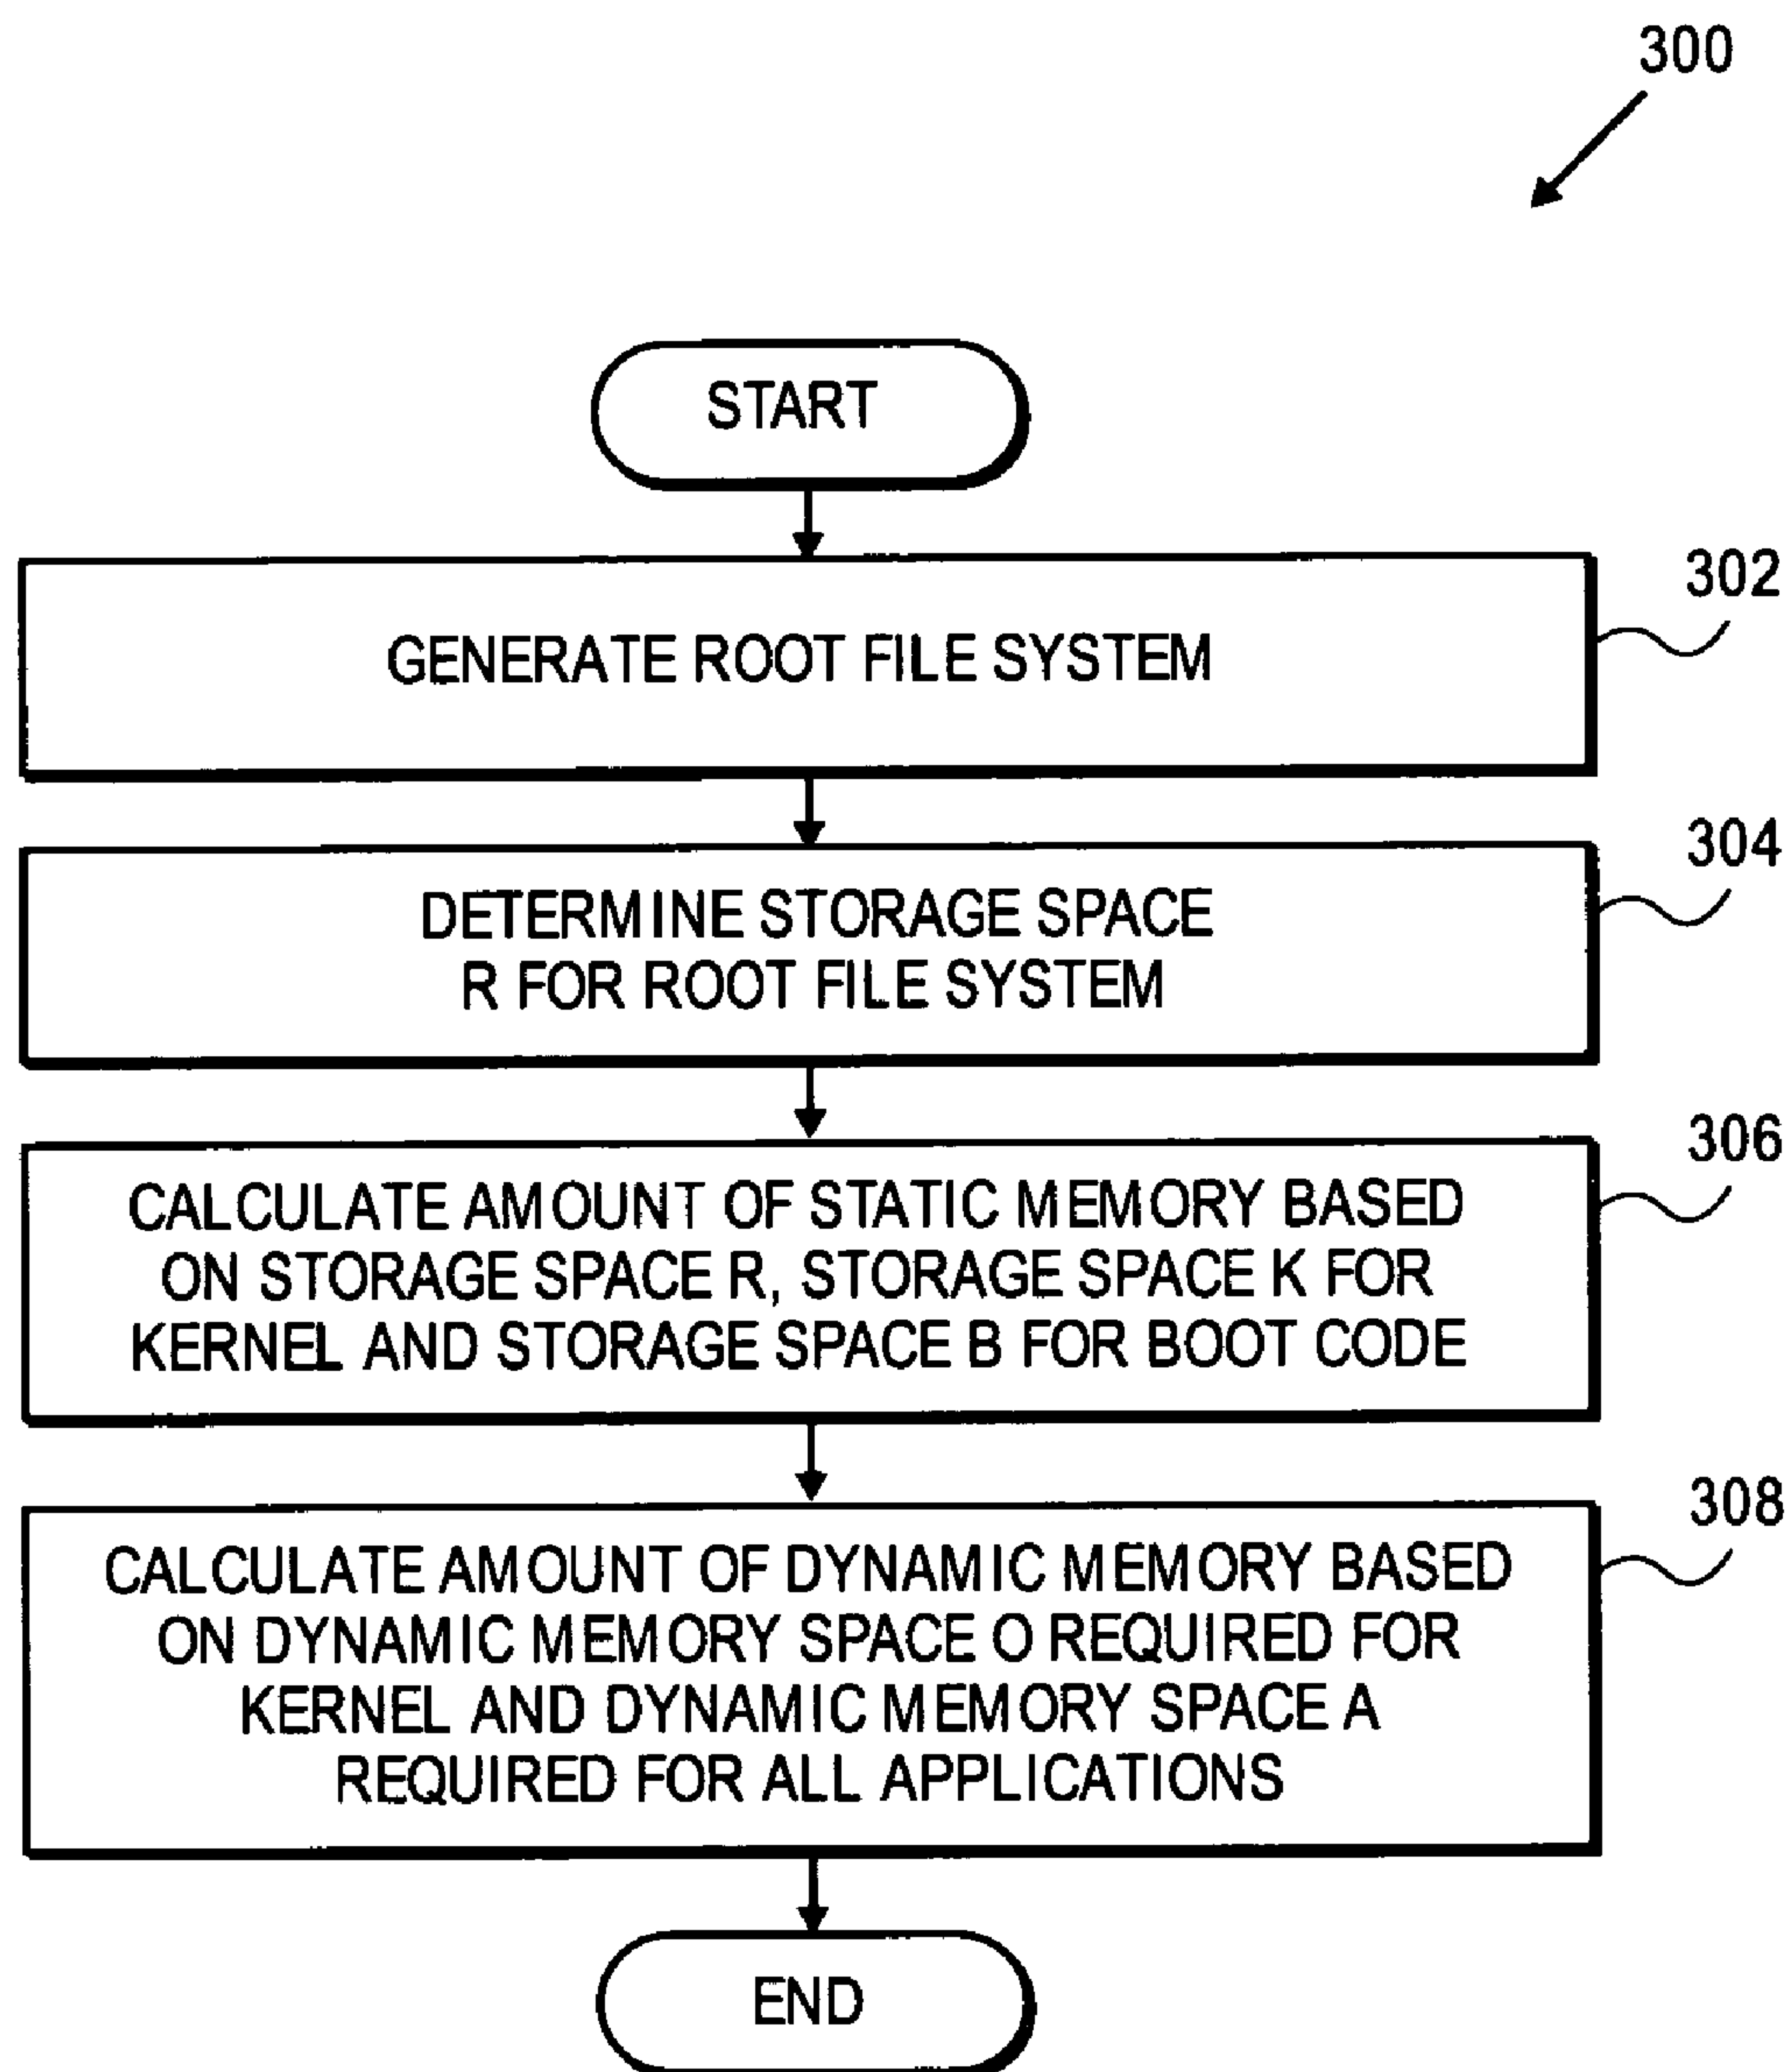 300
START
302
GENERATE ROOT FILE SYSTEM
304
DETERMINE STORAGE SPACE
R FOR ROOT FILE SYSTEM
306
CALCULATE AMOUNT OF STATIC MEMORY BASED
ON STORAGE SPACE R, STORAGE SPACE K FOR
KERNEL AND STORAGE SPACE B FOR BOOT CODE
308
CALCULATE AMOUNT OF DYNAMIC MEMORY BASED
ON DYNAMIC MEMORY SPACE O REQUIRED FOR
KERNEL AND DYNAMIC MEMORY SPACE A
REQUIRED FOR ALL APPLICATIONS
END